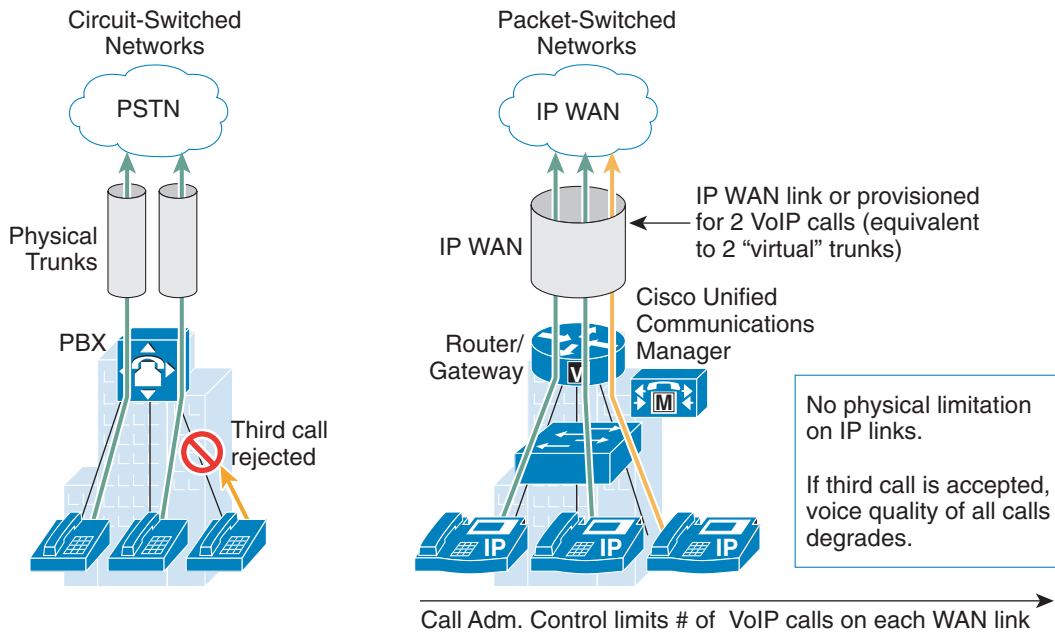 Circuit-Switched
Networks
PSTN
Physical
Trunks
PBX
Third call
rejected
Packet-Switched
Networks
IP WAN
IP WAN
IP WAN link or provisioned
for 2 VoIP calls (equivalent
to 2 “virtual” trunks)
Cisco Unified
Communications
Manager
Router/
Gateway
V
M
IP
IP
IP
No physical limitation
on IP links.
If third call is accepted,
voice quality of all calls
degrades.
Call Adm. Control limits # of VoIP calls on each WAN link